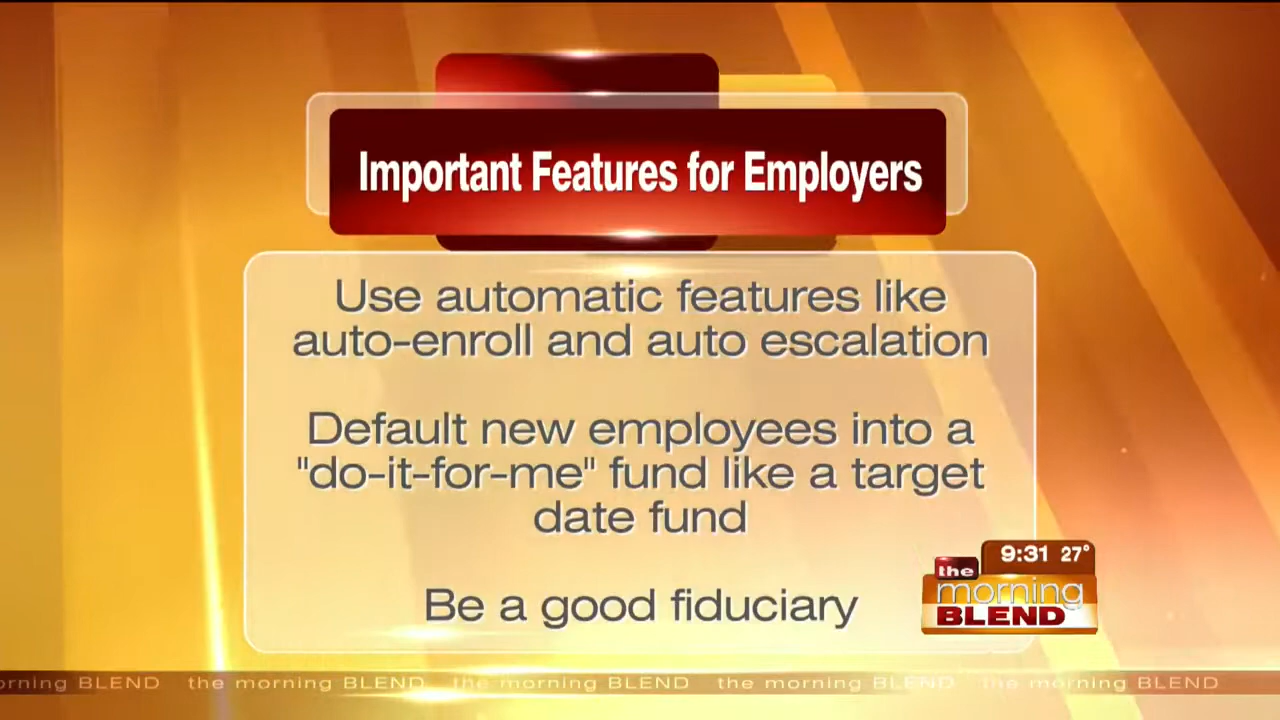 Important Features for Employers
Use automatic features like
auto-enroll and auto escalation
Default new employees into a
"do-it-for-me" fund like a target
date fund
Be a good fiduciary
9:31 27°
the
morning
BLEND
orning BLEND the morning BLEND the morning BLEND the morning BLEND the morning BLEND